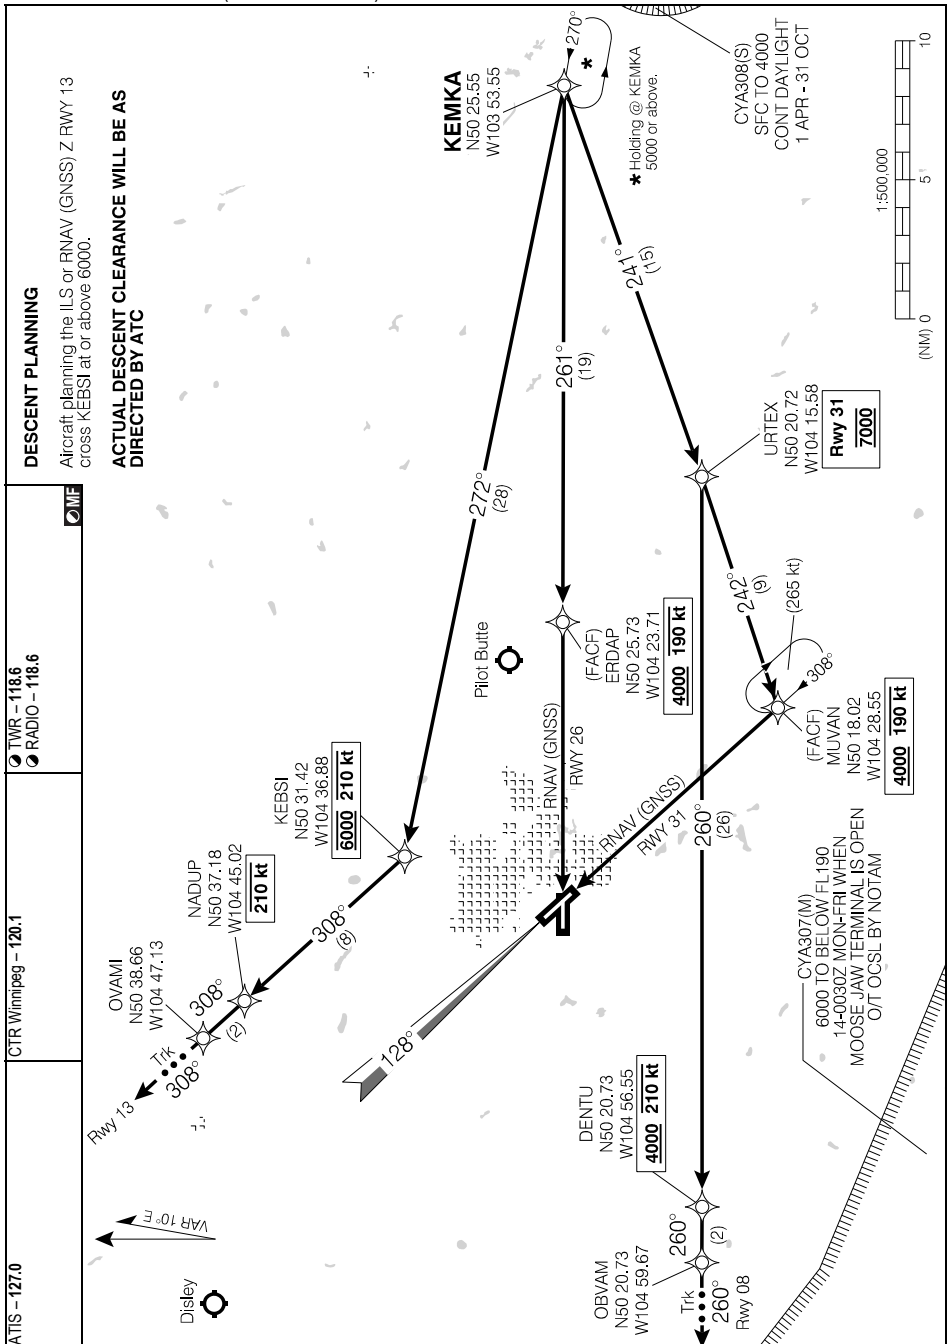 ATIS – 127.0
CTR Winnipeg – 120.1
TWR – 118.6
RADIO – 118.6
MF
DESCENT PLANNING
Aircraft planning the ILS or RNAV (GNSS) Z RWY 13
cross KEBSI at or above 6000.
ACTUAL DESCENT CLEARANCE WILL BE AS
DIRECTED BY ATC
KEMKA
N50 25.55
W103 53.55
270°
*
* Holding @ KEMKA
5000 or above.
CYA308(S)
SFC TO 4000
CONT DAYLIGHT
1 APR - 31 OCT
1:500,000
(NM) 0
5
10
272°
(28)
261°
(19)
241°
(15)
URTEX
N50 20.72
W104 15.58
Rwy 31
7000
242°
(9)
(265 kt)
308°
(FACF)
MUVAN
N50 18.02
W104 28.55
4000 190 kt
(FACF)
ERDAP
N50 25.73
W104 23.71
4000 190 kt
Pilot Butte
RNAV (GNSS)
RWY 26
RNAV (GNSS)
RWY 31
260°
(26)
KEBSI
N50 31.42
W104 36.88
6000 210 kt
308°
(8)
NADUP
N50 37.18
W104 45.02
210 kt
308°
(2)
OVAMI
N50 38.66
W104 47.13
Trk
308°
Rwy 13
128°
CYA307(M)
6000 TO BELOW FL190
14-0030Z MON-FRI WHEN
MOOSE JAW TERMINAL IS OPEN
O/T OCSL BY NOTAM
DENTU
N50 20.73
W104 56.55
4000 210 kt
260°
(2)
OBVAM
N50 20.73
W104 59.67
Trk
260°
Rwy 08
VAR 10° E
Disley